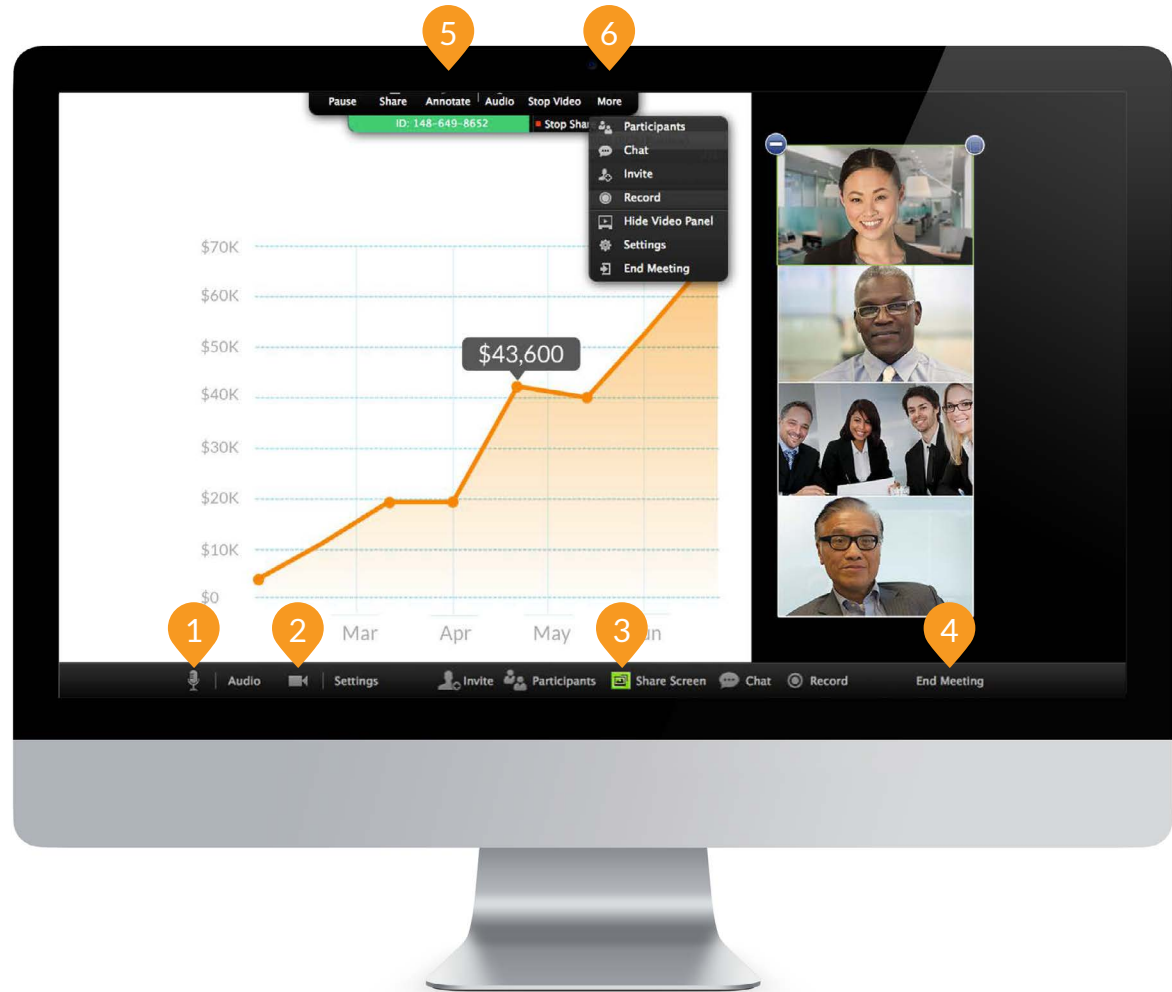 5
6
Pause Share Annotate Audio Stop Video More
ID: 148-649-8652
Stop Shar
Participants
Chat
Invite
Record
Hide Video Panel
Settings
End Meeting
$70K
$60K
$50K
$43,600
$40K
$30K
$20K
$10K
$0
1
2
3
4
Mar Apr May un
Audio Settings Invite Participants Share Screen Chat Record End Meeting